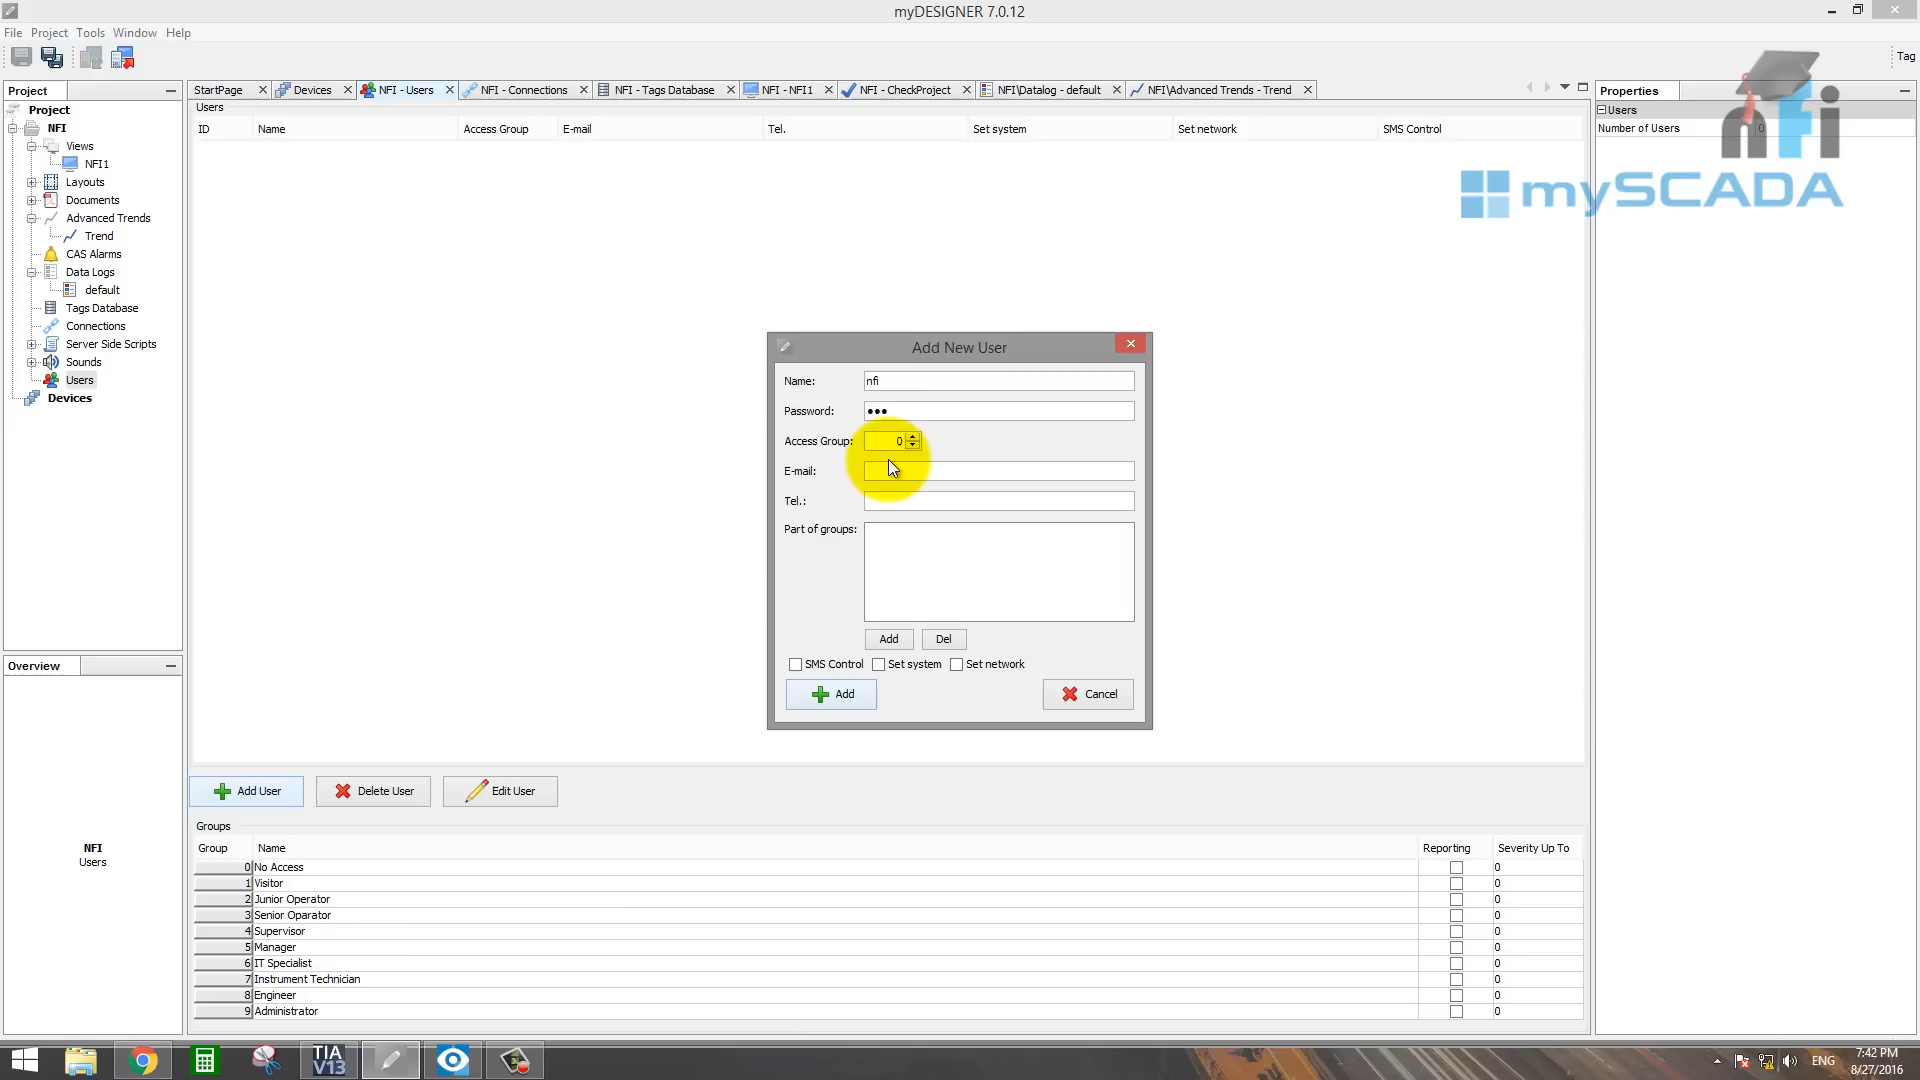 myDESIGNER 7.0.12
File Project Tools Window Help
Tag
Project
Project
NFI
Views
NFI1
Layouts
Documents
Advanced Trends
Trend
CAS Alarms
Data Logs
default
Tags Database
Connections
Server Side Scripts
Sounds
Users
Devices
Overview
NFI
Users
StartPage Devices NFI - Users NFI - Connections NFI - Tags Database NFI - NFI1 NFI - CheckProject NFI\Datalog - default NFI\Advanced Trends - Trend
Users
ID Name Access Group E-mail Tel. Set system Set network SMS Control
Add New User
Name: nfi
Password: •••
Access Group: 0
E-mail:
Tel.:
Part of groups:
Add Del
SMS Control Set system Set network
Add Cancel
Add User Delete User Edit User
Groups
Group Name Reporting Severity Up To
0 No Access 0
1 Visitor 0
2 Junior Operator 0
3 Senior Oparator 0
4 Supervisor 0
5 Manager 0
6 IT Specialist 0
7 Instrument Technician 0
8 Engineer 0
9 Administrator 0
Properties
Users
Number of Users 0
nfi
mySCADA
TIA
V13
ENG
7:42 PM
8/27/2016